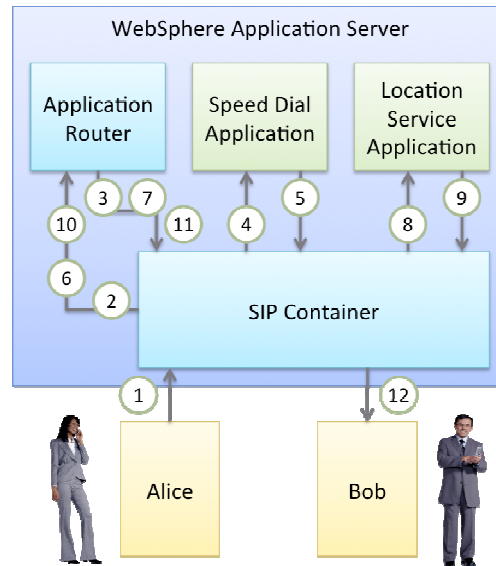 WebSphere Application Server
Application
Router
Speed Dial
Application
Location
Service
Application
3
7
10
11
4
5
8
9
6
2
SIP Container
1
12
Alice
Bob